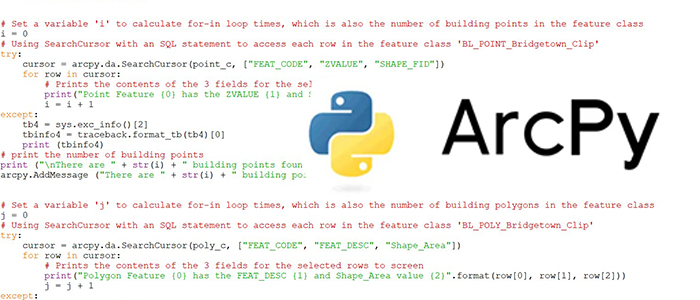 # Set a variable 'i' to calculate for-in loop times, which is also the number of building points in the feature class
i = 0
# Using SearchCursor with an SQL statement to access each row in the feature class 'BL_POINT_Bridgetown_Clip'
try:
    cursor = arcpy.da.SearchCursor(point_c, ["FEAT_CODE", "ZVALUE", "SHAPE_FID"])
    for row in cursor:
        # Prints the contents of the 3 fields for the sel
        print("Point Feature {0} has the ZVALUE {1} and
        i = i + 1
except:
    tb4 = sys.exc_info()[2]
    tbinfo4 = traceback.format_tb(tb4)[0]
    print (tbinfo4)
# print the number of building points
print ("\nThere are " + str(i) + " building points foun
arcpy.AddMessage ("There are " + str(i) + " building po
ArcPy
# Set a variable 'j' to calculate for-in loop times, which is also the number of building polygons in the feature class
j = 0
# Using SearchCursor with an SQL statement to access each row in the feature class 'BL_POLY_Bridgetown_Clip'
try:
    cursor = arcpy.da.SearchCursor(poly_c, ["FEAT_CODE", "FEAT_DESC", "Shape_Area"])
    for row in cursor:
        # Prints the contents of the 3 fields for the selected rows to screen
        print("Polygon Feature {0} has the FEAT_DESC {1} and Shape_Area value {2}".format(row[0], row[1], row[2]))
        j = j + 1
except: